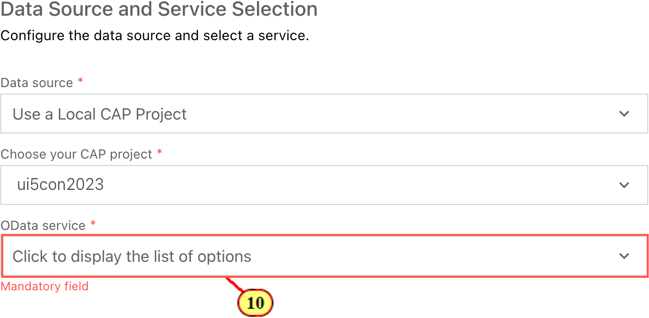 Data Source and Service Selection
Configure the data source and select a service.
Data source *
Use a Local CAP Project
Choose your CAP project *
ui5con2023
OData service *
Click to display the list of options
Mandatory field
10